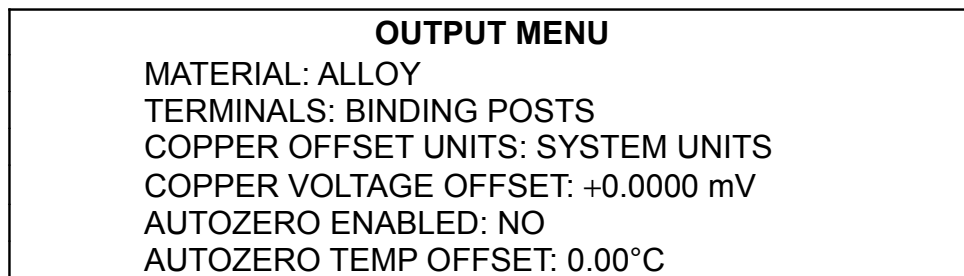 OUTPUT MENU
MATERIAL: ALLOY
TERMINALS: BINDING POSTS
COPPER OFFSET UNITS: SYSTEM UNITS
COPPER VOLTAGE OFFSET: +0.0000 mV
AUTOZERO ENABLED: NO
AUTOZERO TEMP OFFSET: 0.00°C